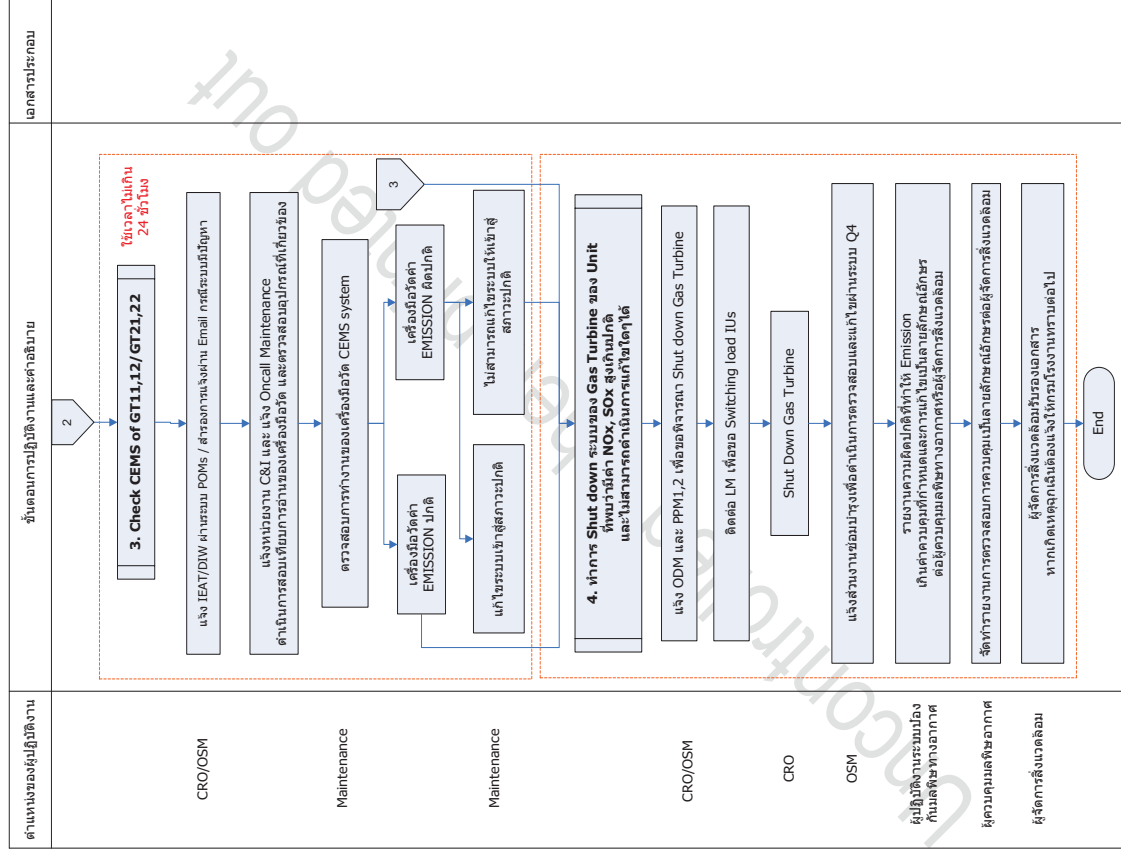 ตำแหน่งของผู้ปฏิบัติงาน
ขั้นตอนการปฏิบัติงานและคำอธิบาย
เอกสารประกอบ
2
3. Check CEMS of GT11,12/GT21,22
ใช้เวลาไม่เกิน
24 ชั่วโมง
CRO/OSM
แจ้ง IEAT/DIW ผ่านระบบ POMs / สำรองการแจ้งผ่าน Email กรณีระบบมีปัญหา
แจ้งหน่วยงาน C&I และ แจ้ง Oncall Maintenance
ดำเนินการสอบเทียบการอ่านของเครื่องมือวัด และตรวจสอบอุปกรณ์ที่เกี่ยวข้อง
Maintenance
ตรวจสอบการทำงานของเครื่องมือวัด CEMS system
เครื่องมือวัดค่า
EMISSION ปกติ
เครื่องมือวัดค่า
EMISSION ผิดปกติ
3
Maintenance
แก้ไขระบบเข้าสู่สภาวะปกติ
ไม่สามารถแก้ไขระบบให้เข้าสู่
สภาวะปกติ
4. ทำการ Shut down ระบบของ Gas Turbine ของ Unit
ที่พบว่ามีค่า NOx, SOx สูงเกินปกติ
และไม่สามารถดำเนินการแก้ไขใดๆได้
CRO/OSM
แจ้ง ODM และ PPM1,2 เพื่อขอพิจารณา Shut down Gas Turbine
ติดต่อ LM เพื่อขอ Switching load IUs
CRO
Shut Down Gas Turbine
OSM
แจ้งส่วนงานซ่อมบำรุงเพื่อดำเนินการตรวจสอบและแก้ไขผ่านระบบ Q4
ผู้ปฏิบัติงานระบบป้อง
กันมลพิษทางอากาศ
รายงานความผิดปกติที่ทำให้ Emission
เกินค่าควบคุมที่กำหนดและการแก้ไขเป็นลายลักษณ์อักษร
ต่อผู้ควบคุมมลพิษทางอากาศหรือผู้จัดการสิ่งแวดล้อม
ผู้ควบคุมมลพิษอากาศ
จัดทำรายงานการตรวจสอบการควบคุมเป็นลายลักษณ์อักษรต่อผู้จัดการสิ่งแวดล้อม
ผู้จัดการสิ่งแวดล้อม
ผู้จัดการสิ่งแวดล้อมรับรองเอกสาร
หากเกิดเหตุฉุกเฉินต้องแจ้งให้กรมโรงงานทราบต่อไป
End